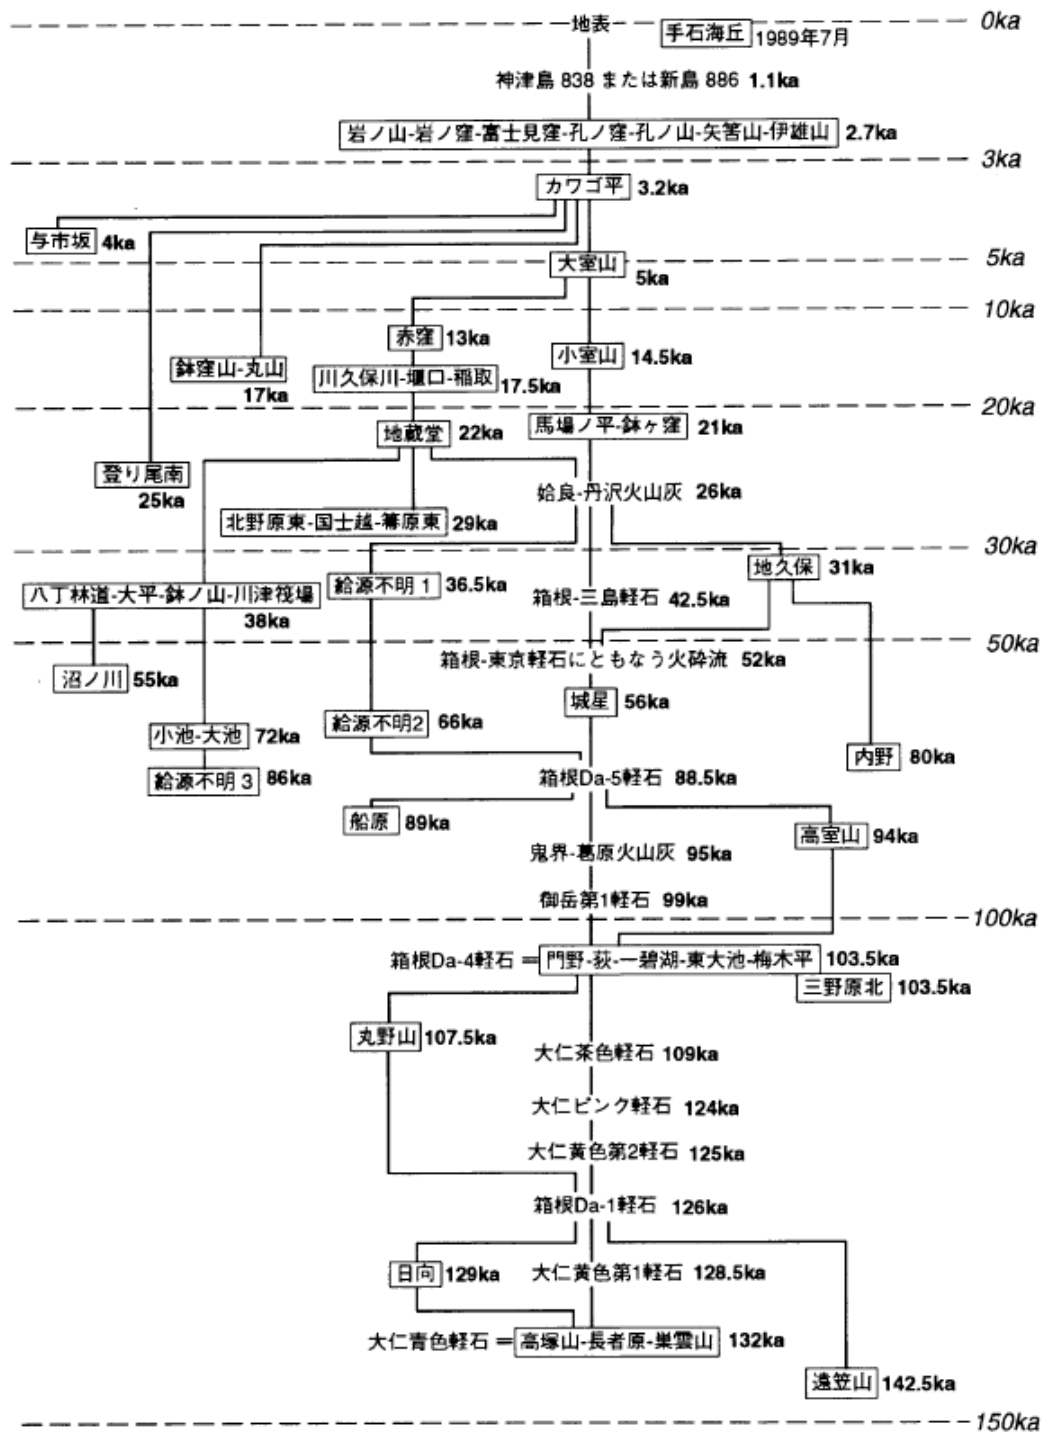 地表 0ka
手石海丘 1989年7月
神津島 838 または新島 886 1.1ka
岩ノ山-岩ノ窪-富士見窪-孔ノ窪-孔ノ山-矢筈山-伊雄山 2.7ka
3ka
カワゴ平 3.2ka
与市坂 4ka
大室山 5ka
5ka
10ka
赤窪 13ka
小室山 14.5ka
鉢窪山-丸山 17ka
川久保川-堰口-稲取 17.5ka
20ka
地蔵堂 22ka
馬場ノ平-鉢ヶ窪 21ka
登り尾南 25ka
姶良-丹沢火山灰 26ka
北野原東-国士越-箒原東 29ka
30ka
地久保 31ka
給源不明1 36.5ka
八丁林道-大平-鉢ノ山-川津筏場 38ka
箱根-三島軽石 42.5ka
50ka
箱根-東京軽石にともなう火砕流 52ka
沼ノ川 55ka
城星 56ka
給源不明2 66ka
小池-大池 72ka
内野 80ka
給源不明3 86ka
箱根Da-5軽石 88.5ka
船原 89ka
高室山 94ka
鬼界-葛原火山灰 95ka
御岳第1軽石 99ka
100ka
箱根Da-4軽石 = 門野-荻-一碧湖-東大池-梅木平 103.5ka
三野原北 103.5ka
丸野山 107.5ka
大仁茶色軽石 109ka
大仁ピンク軽石 124ka
大仁黄色第2軽石 125ka
箱根Da-1軽石 126ka
日向 129ka
大仁黄色第1軽石 128.5ka
大仁青色軽石 = 高塚山-長者原-巣雲山 132ka
遠笠山 142.5ka
150ka